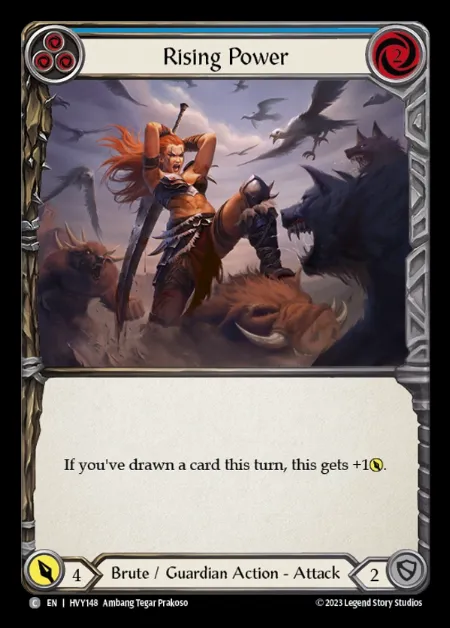 Rising Power
2
If you've drawn a card this turn, this gets +1.
4
Brute / Guardian Action - Attack
2
C EN | HVY148 Ambang Tegar Prakoso
© 2023 Legend Story Studios